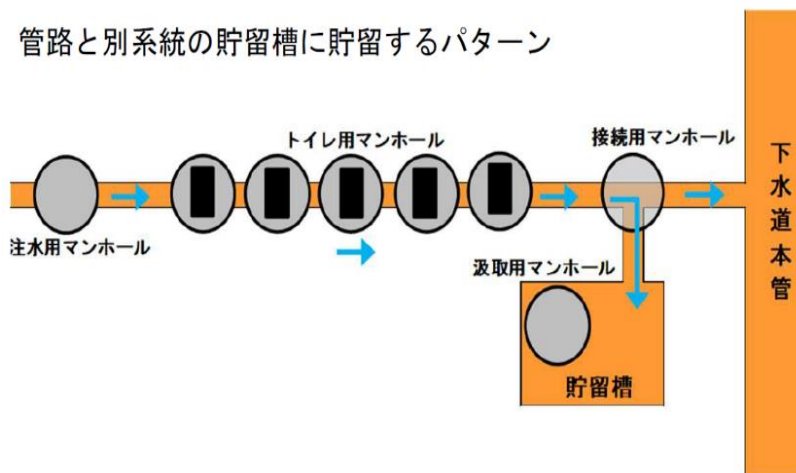 管路と別系統の貯留槽に貯留するパターン
トイレ用マンホール
接続用マンホール
下水道本管
注水用マンホール
汲取用マンホール
貯留槽